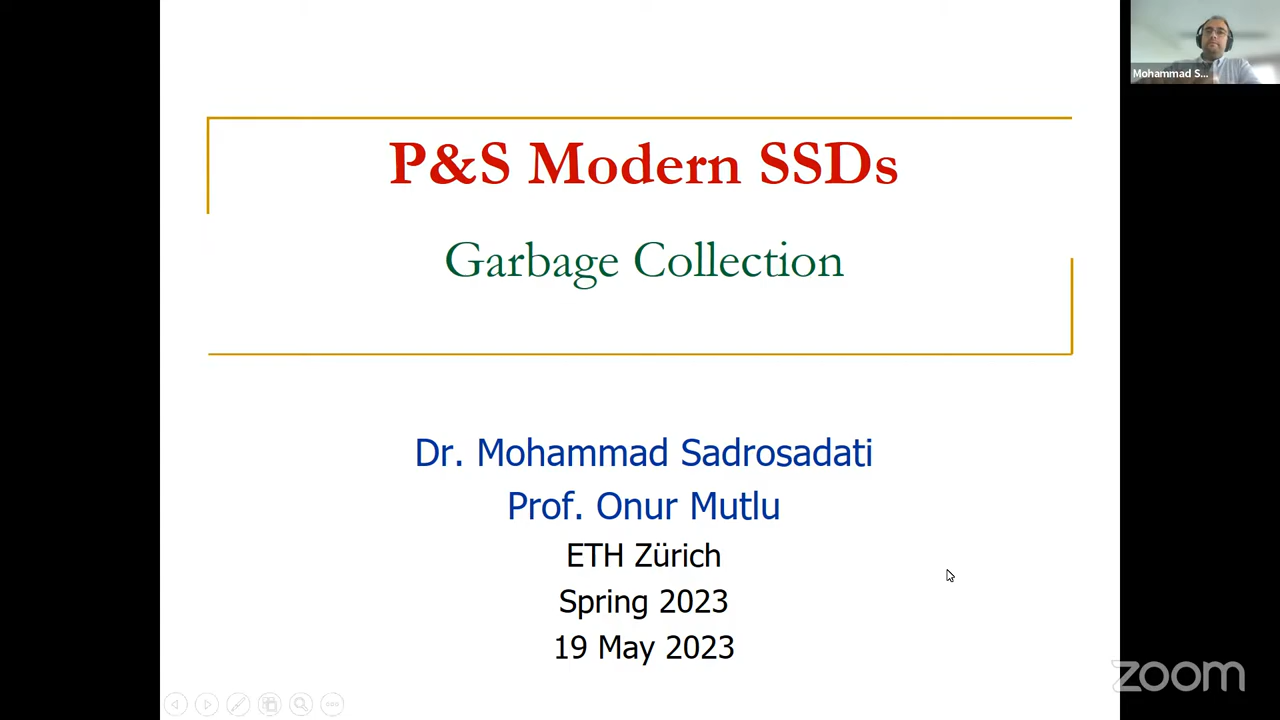 Mohammad S...
P&S Modern SSDs
Garbage Collection
Dr. Mohammad Sadrosadati
Prof. Onur Mutlu
ETH Zürich
Spring 2023
19 May 2023
zoom